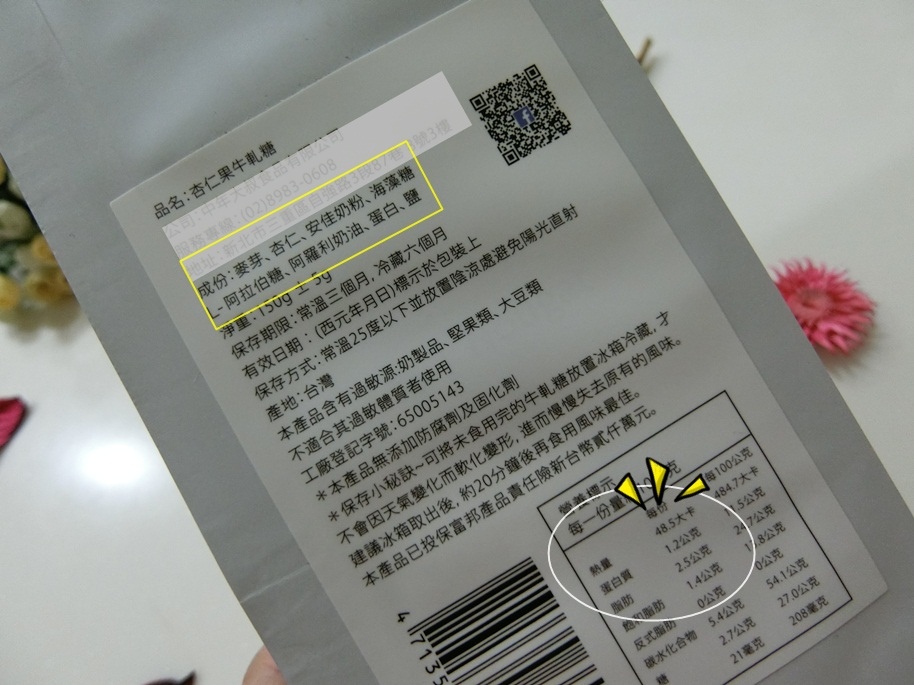 品名:杏仁果牛軋糖
服務專線:(02)8983-0608
成份:麥芽、杏仁、安佳奶粉、海藻糖
L-阿拉伯糖、阿羅利奶油、蛋白、鹽
淨重:150g ± 5g
保存期限:常溫三個月,冷藏六個月
有效日期:(西元年月日)標示於包裝上
保存方式:常溫25度以下並放置陰涼處避免陽光直射
產地:台灣
本產品含有過敏源:奶製品、堅果類、大豆類
不適合其過敏體質者使用
工廠登記字號:65005143
*本產品無添加防腐劑及固化劑
*保存小秘訣~可將未食用完的牛軋糖放置冰箱冷藏,才
不會因天氣變化而軟化變形,進而慢慢失去原有的風味。
建議冰箱取出後,約20分鐘後再食用風味最佳。
本產品已投保富邦產品責任險新台幣貳仟萬元。
營養標示
每一份量
每份 每100公克
熱量 48.5大卡 484.7大卡
蛋白質 1.2公克
脂肪 2.5公克
飽和脂肪 1.4公克
反式脂肪 0公克 0公克
碳水化合物 5.4公克 54.1公克
糖 2.7公克 27.0公克
21毫克 208毫克
4 7135